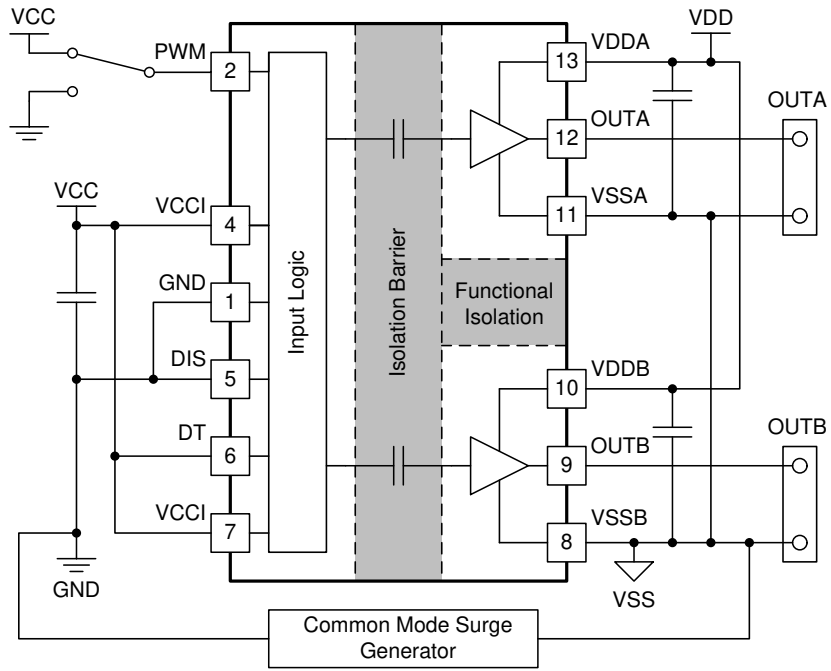 VCC
PWM
2
VCCI
4
VCC
GND
1
DIS
5
DT
6
VCCI
7
GND
Input Logic
Isolation Barrier
Functional
Isolation
VDD
VDDA
13
OUTA
12
VSSA
11
OUTA
VDDB
10
OUTB
9
VSSB
8
OUTB
VSS
Common Mode Surge
Generator